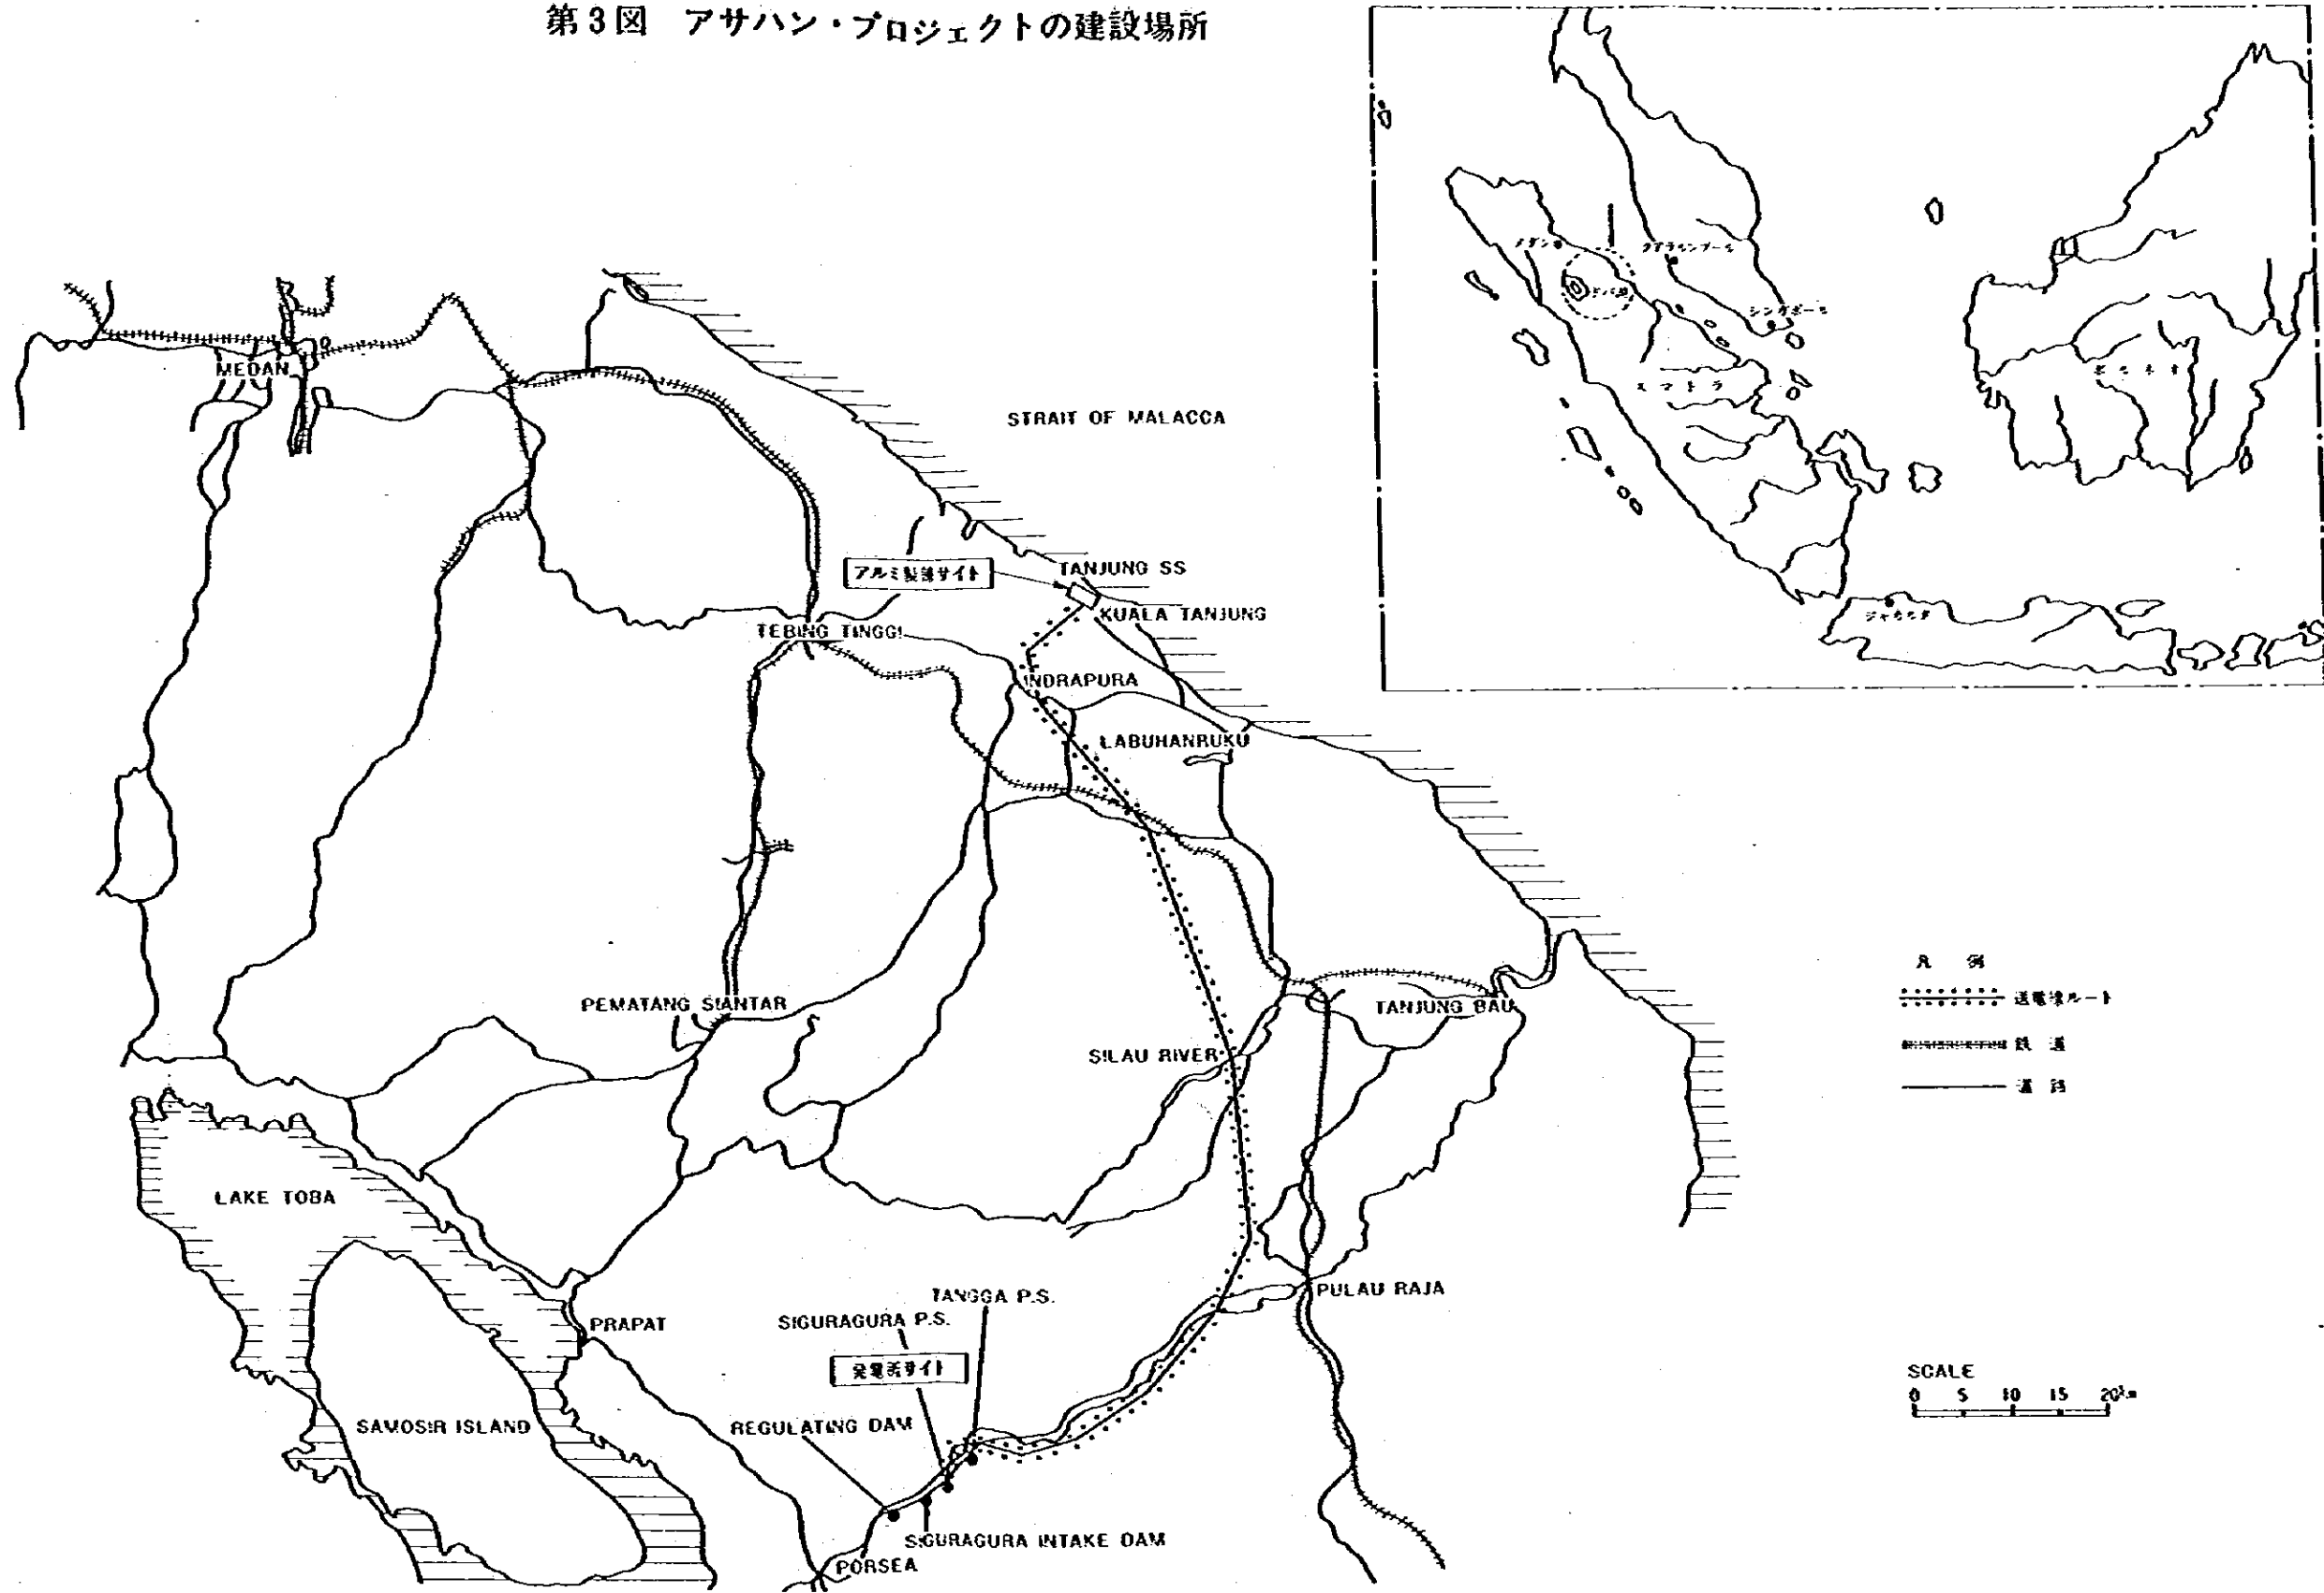 第3図 アサハン・プロジェクトの建設場所
メダン
クアラルンプール
トバ湖
シンガポール
スマトラ
ボルネオ
ジャカルタ
MEDAN
STRAIT OF MALACCA
アルミ製錬サイト
TANJUNG SS
KUALA TANJUNG
TEBING TINGGI
INDRAPURA
LABUHANRUKU
PEMATANG SIANTAR
TANJUNG BAU
SILAU RIVER
凡 例
送電線ルート
鉄 道
道 路
LAKE TOBA
PULAU RAJA
TANGGA P.S.
SIGURAGURA P.S.
PRAPAT
発電所サイト
SCALE
0 5 10 15 20km
SAMOSIR ISLAND
REGULATING DAM
SIGURAGURA INTAKE DAM
PORSEA